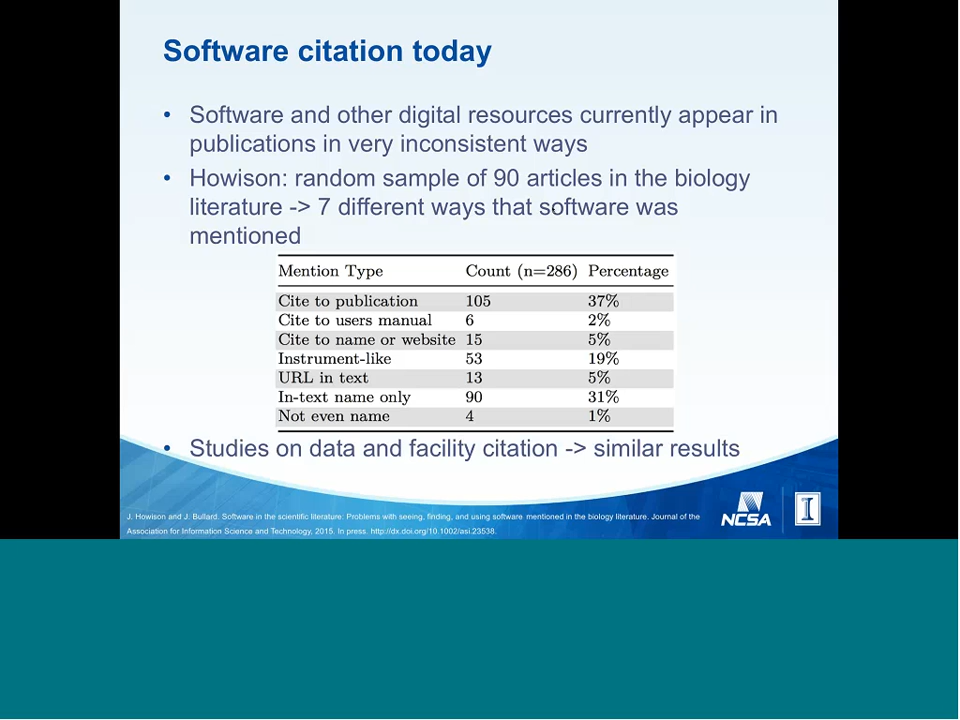 Software citation today
• Software and other digital resources currently appear in
publications in very inconsistent ways
• Howison: random sample of 90 articles in the biology
literature -> 7 different ways that software was
mentioned
Mention Type Count (n=286) Percentage
Cite to publication 105 37%
Cite to users manual 6 2%
Cite to name or website 15 5%
Instrument-like 53 19%
URL in text 13 5%
In-text name only 90 31%
Not even name 4 1%
• Studies on data and facility citation -> similar results
J. Howison and J. Bullard. Software in the scientific literature: Problems with seeing, finding, and using software mentioned in the biology literature. Journal of the
Association for Information Science and Technology, 2015. In press. http://dx.doi.org/10.1002/asi.23538.
NCSA
I